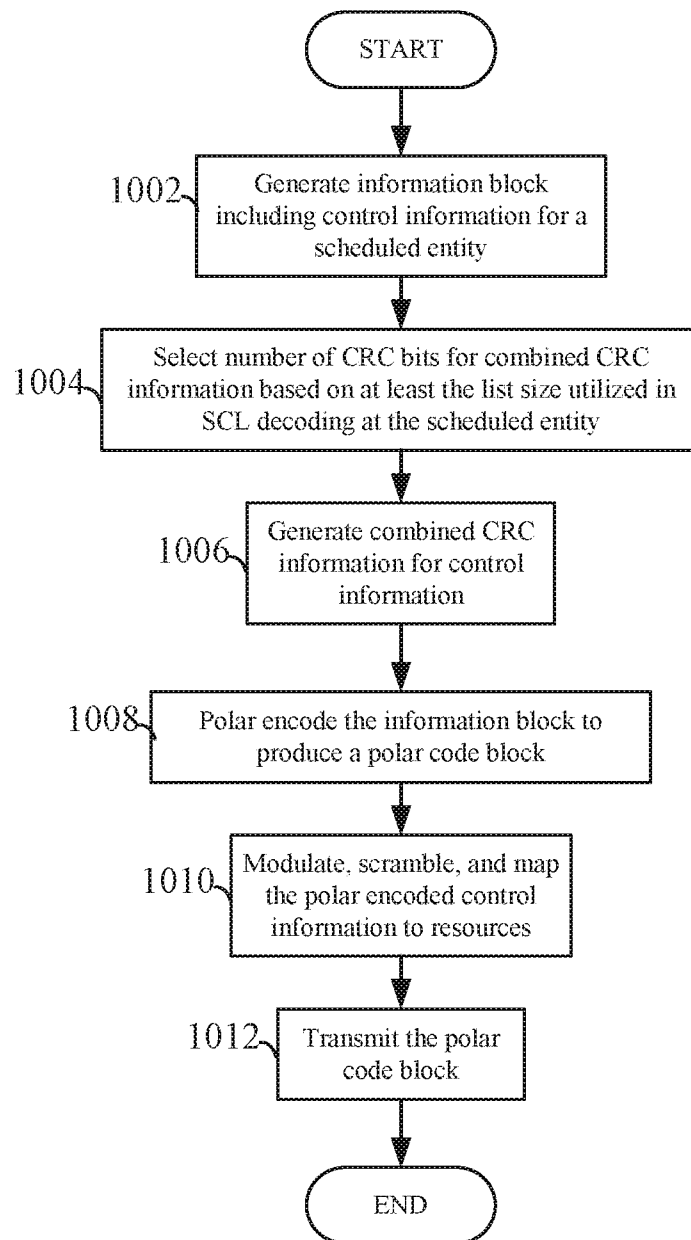 START
1002
Generate information block
including control information for a
scheduled entity
1004
Select number of CRC bits for combined CRC
information based on at least the list size utilized in
SCL decoding at the scheduled entity
1006
Generate combined CRC
information for control
information
1008
Polar encode the information block to
produce a polar code block
1010
Modulate, scramble, and map
the polar encoded control
information to resources
1012
Transmit the polar
code block
END